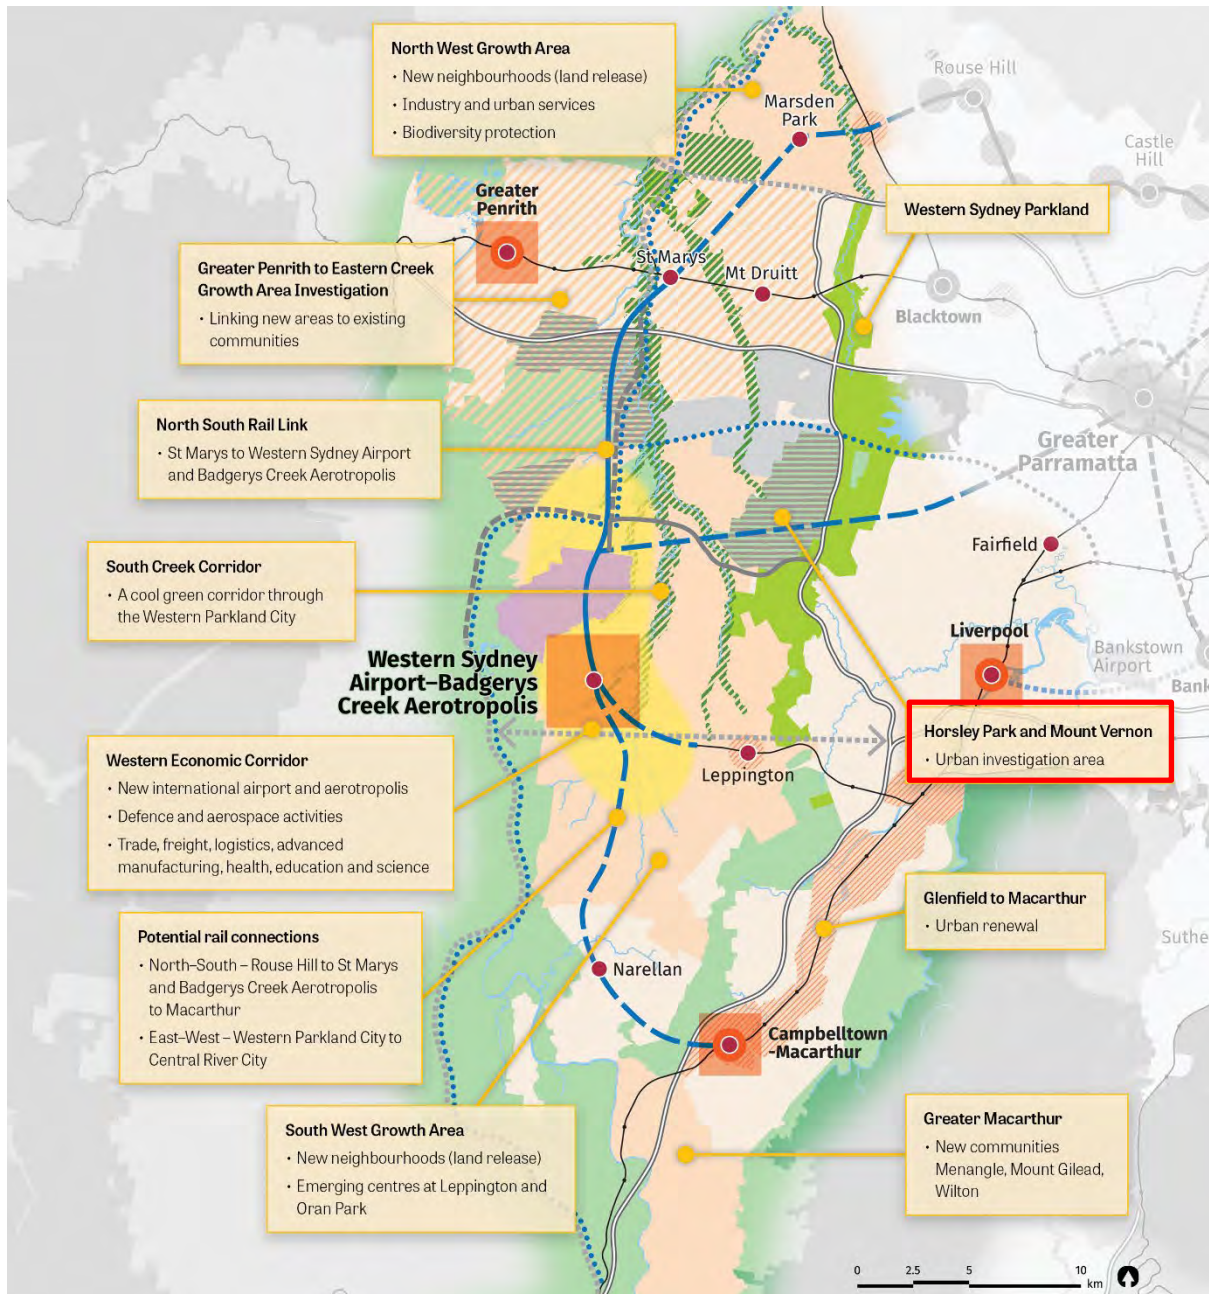 North West Growth Area
• New neighbourhoods (land release)
• Industry and urban services
• Biodiversity protection
Rouse Hill
Marsden
Park
Castle
Hill
Greater
Penrith
Western Sydney Parkland
Greater Penrith to Eastern Creek
Growth Area Investigation
• Linking new areas to existing
communities
St Marys
Mt Druitt
Blacktown
North South Rail Link
• St Marys to Western Sydney Airport
and Badgerys Creek Aerotropolis
Greater
Parramatta
Fairfield
South Creek Corridor
• A cool green corridor through
the Western Parkland City
Liverpool
Bankstown
Airport
Bank
Western Sydney
Airport–Badgerys
Creek Aerotropolis
Horsley Park and Mount Vernon
• Urban investigation area
Western Economic Corridor
• New international airport and aerotropolis
• Defence and aerospace activities
• Trade, freight, logistics, advanced
manufacturing, health, education and science
Leppington
Glenfield to Macarthur
• Urban renewal
Potential rail connections
• North–South – Rouse Hill to St Marys
and Badgerys Creek Aerotropolis
to Macarthur
• East–West – Western Parkland City to
Central River City
Suthe
Narellan
Campbelltown
-Macarthur
South West Growth Area
• New neighbourhoods (land release)
• Emerging centres at Leppington and
Oran Park
Greater Macarthur
• New communities
Menangle, Mount Gilead,
Wilton
0 2.5 5 10
km